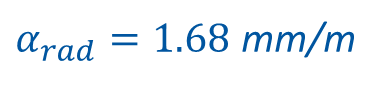 α_rad = 1.68 mm/m